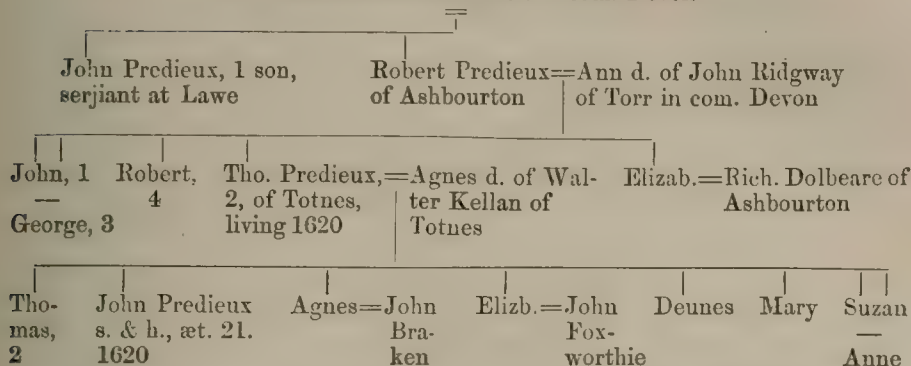 John Predieux, 1 son,
serjiant at Lawe
Robert Predieux=Ann d. of John Ridgway
of Ashbourton
of Torr in com. Devon
John, 1
—
George, 3
Robert,
4
Tho. Predieux,=Agnes d. of Wal-
2, of Totnes,
living 1620
ter Kellan of
Totnes
Elizab.=Rich. Dolbeare of
Ashbourton
Tho-
mas,
2
John Predieux
s. & h., æt. 21.
1620
Agnes=John
Bra-
ken
Elizb.=John
Fox-
worthie
Deunes
Mary
Suzan
—
Anne